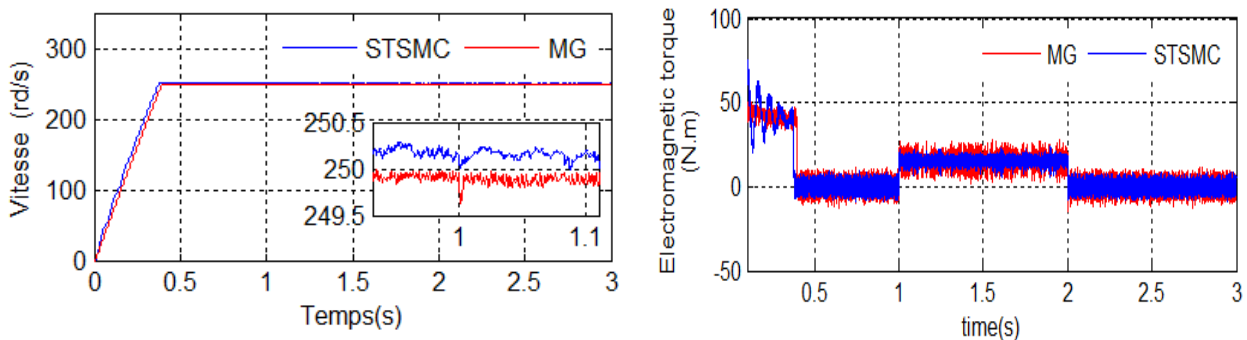 300
200
100
0
Vitesse (rd/s)
STSMC
MG
250.5
250
249.5
1
1.1
0 0.5 1 1.5 2 2.5 3
Temps(s)
100
50
0
-50
Electromagnetic torque
(N.m)
MG
STSMC
0.5 1 1.5 2 2.5 3
time(s)